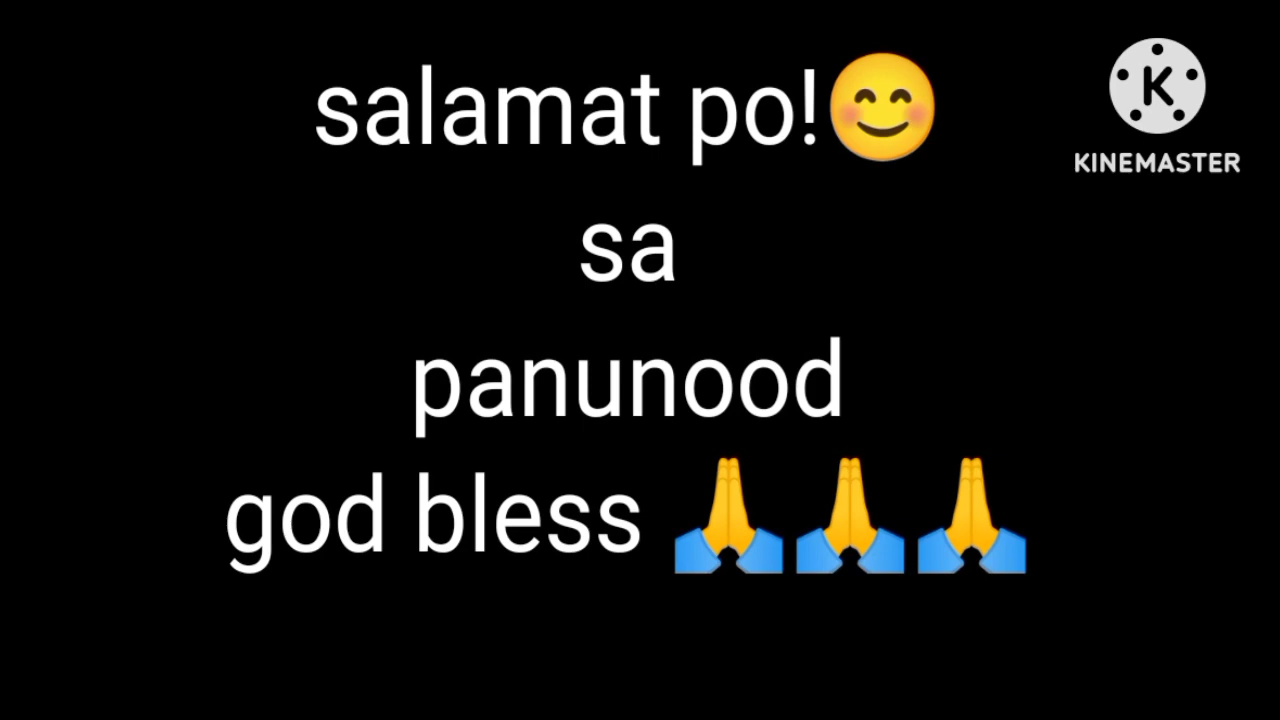 salamat po!😊
sa
panunood
god bless 🙏🙏🙏
K
KINEMASTER